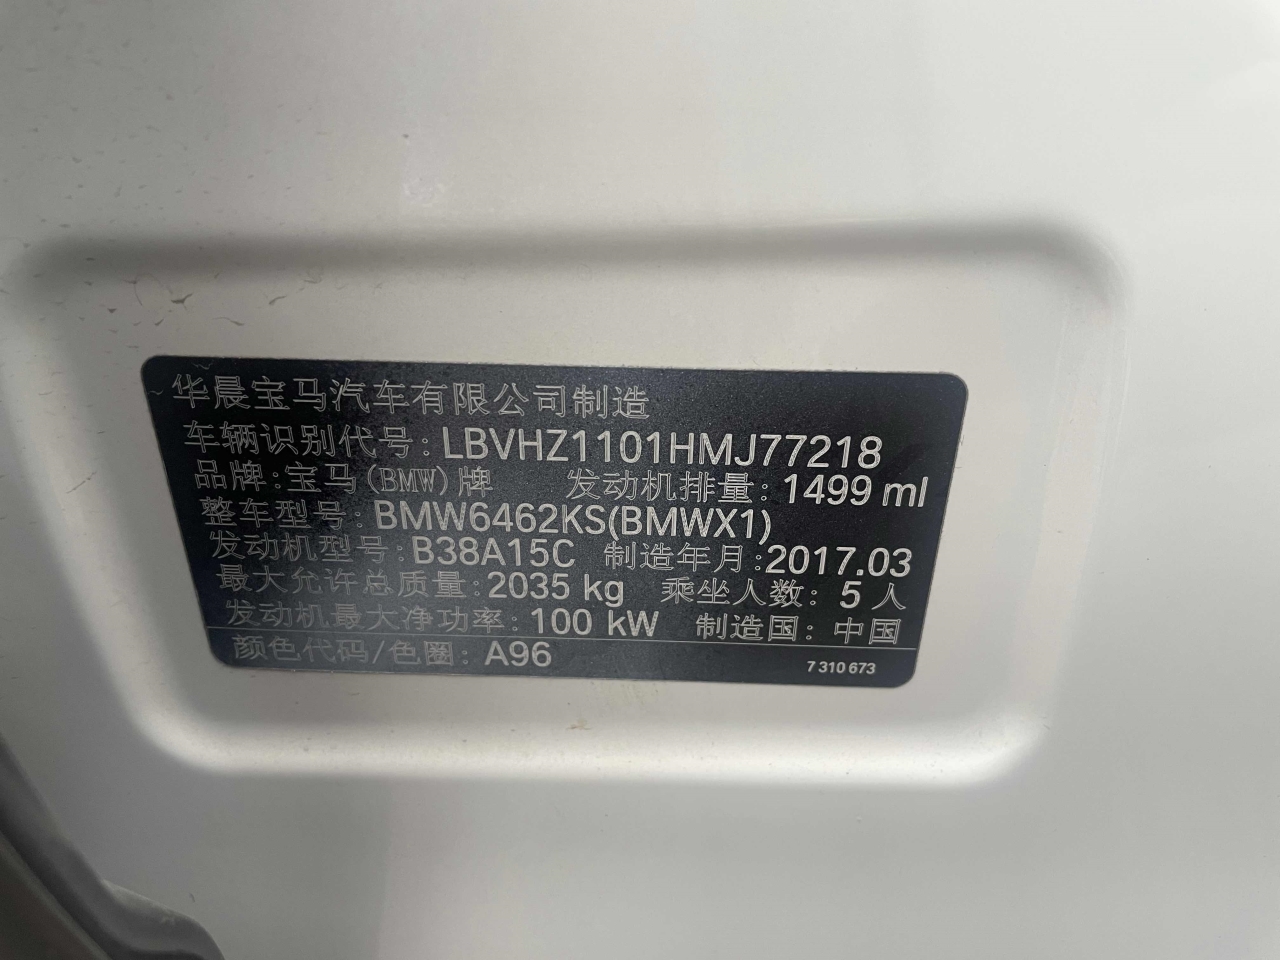 华晨宝马汽车有限公司制造
车辆识别代号: LBVHZ1101HMJ77218
品牌: 宝马(BMW)牌 发动机排量: 1499 ml
整车型号: BMW6462KS(BMWX1)
发动机型号: B38A15C 制造年月: 2017.03
最大允许总质量: 2035 kg 乘坐人数: 5 人
发动机最大净功率: 100 kW 制造国: 中国
颜色代码/色圈: A96 7 310 673